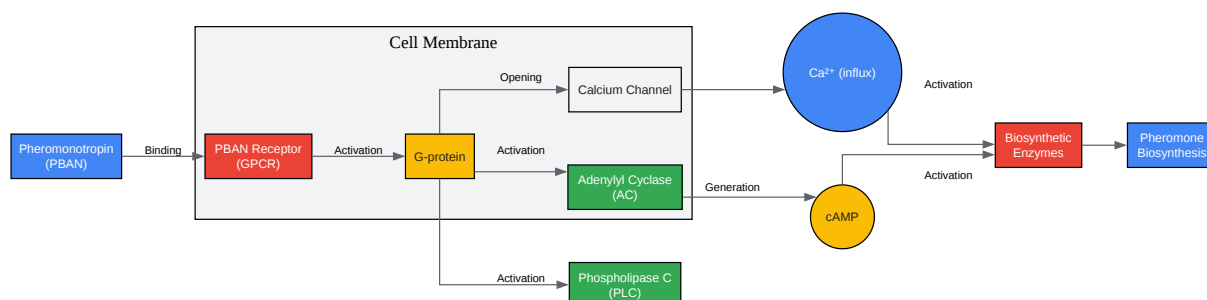 Cell Membrane
Opening
Calcium Channel
Ca²⁺ (influx)
Activation
Pheromonotropin
(PBAN)
Binding
PBAN Receptor
(GPCR)
Activation
G-protein
Activation
Adenylyl Cyclase
(AC)
Generation
cAMP
Biosynthetic
Enzymes
Activation
Pheromone
Biosynthesis
Activation
Phospholipase C
(PLC)